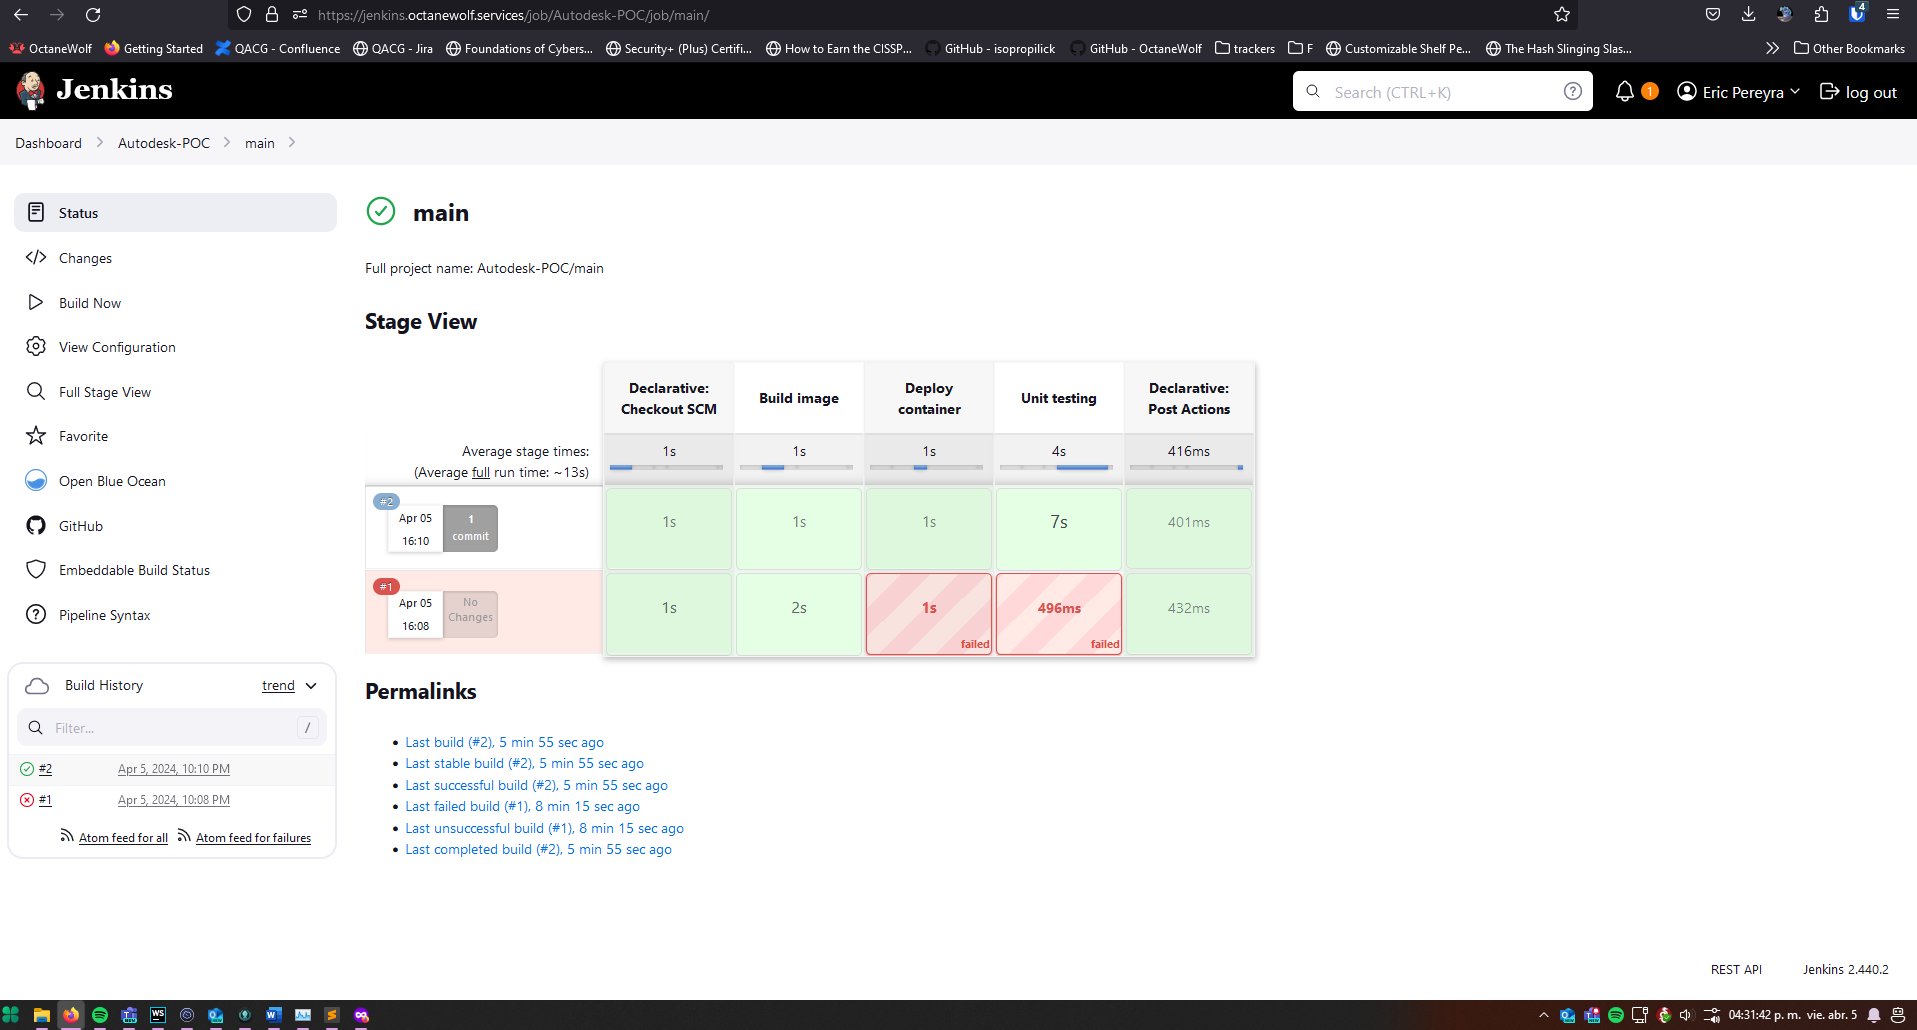 https://jenkins.octanewolf.services/job/Autodesk-POC/job/main/
4
OctaneWolf
Getting Started
QACG - Confluence
QACG - Jira
Foundations of Cybers...
Security+ (Plus) Certifi...
How to Earn the CISSP...
GitHub - isopropilick
GitHub - OctaneWolf
trackers
F
Customizable Shelf Pe...
The Hash Slinging Slas...
Other Bookmarks
Jenkins
Search (CTRL+K)
?
1
Eric Pereyra
log out
Dashboard
Autodesk-POC
main
Status
Changes
Build Now
View Configuration
Full Stage View
Favorite
Open Blue Ocean
GitHub
Embeddable Build Status
Pipeline Syntax
Build History
trend
Filter...
/
#2
Apr 5, 2024, 10:10 PM
#1
Apr 5, 2024, 10:08 PM
Atom feed for all
Atom feed for failures
main
Full project name: Autodesk-POC/main
Stage View
Declarative:
Checkout SCM
Build image
Deploy
container
Unit testing
Declarative:
Post Actions
Average stage times:
(Average full run time: ~13s)
1s
1s
1s
4s
416ms
#2
Apr 05
16:10
1
commit
1s
1s
1s
7s
401ms
#1
Apr 05
16:08
No
Changes
1s
2s
1s
failed
496ms
failed
432ms
Permalinks
Last build (#2), 5 min 55 sec ago
Last stable build (#2), 5 min 55 sec ago
Last successful build (#2), 5 min 55 sec ago
Last failed build (#1), 8 min 15 sec ago
Last unsuccessful build (#1), 8 min 15 sec ago
Last completed build (#2), 5 min 55 sec ago
REST API
Jenkins 2.440.2
WS
04:31:42 p. m. vie. abr. 5